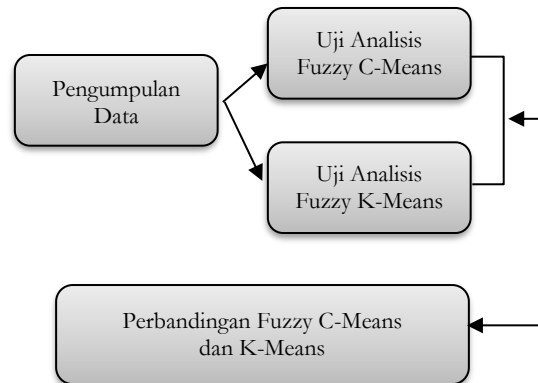 Pengumpulan
Data
Uji Analisis
Fuzzy C-Means
Uji Analisis
Fuzzy K-Means
Perbandingan Fuzzy C-Means
dan K-Means